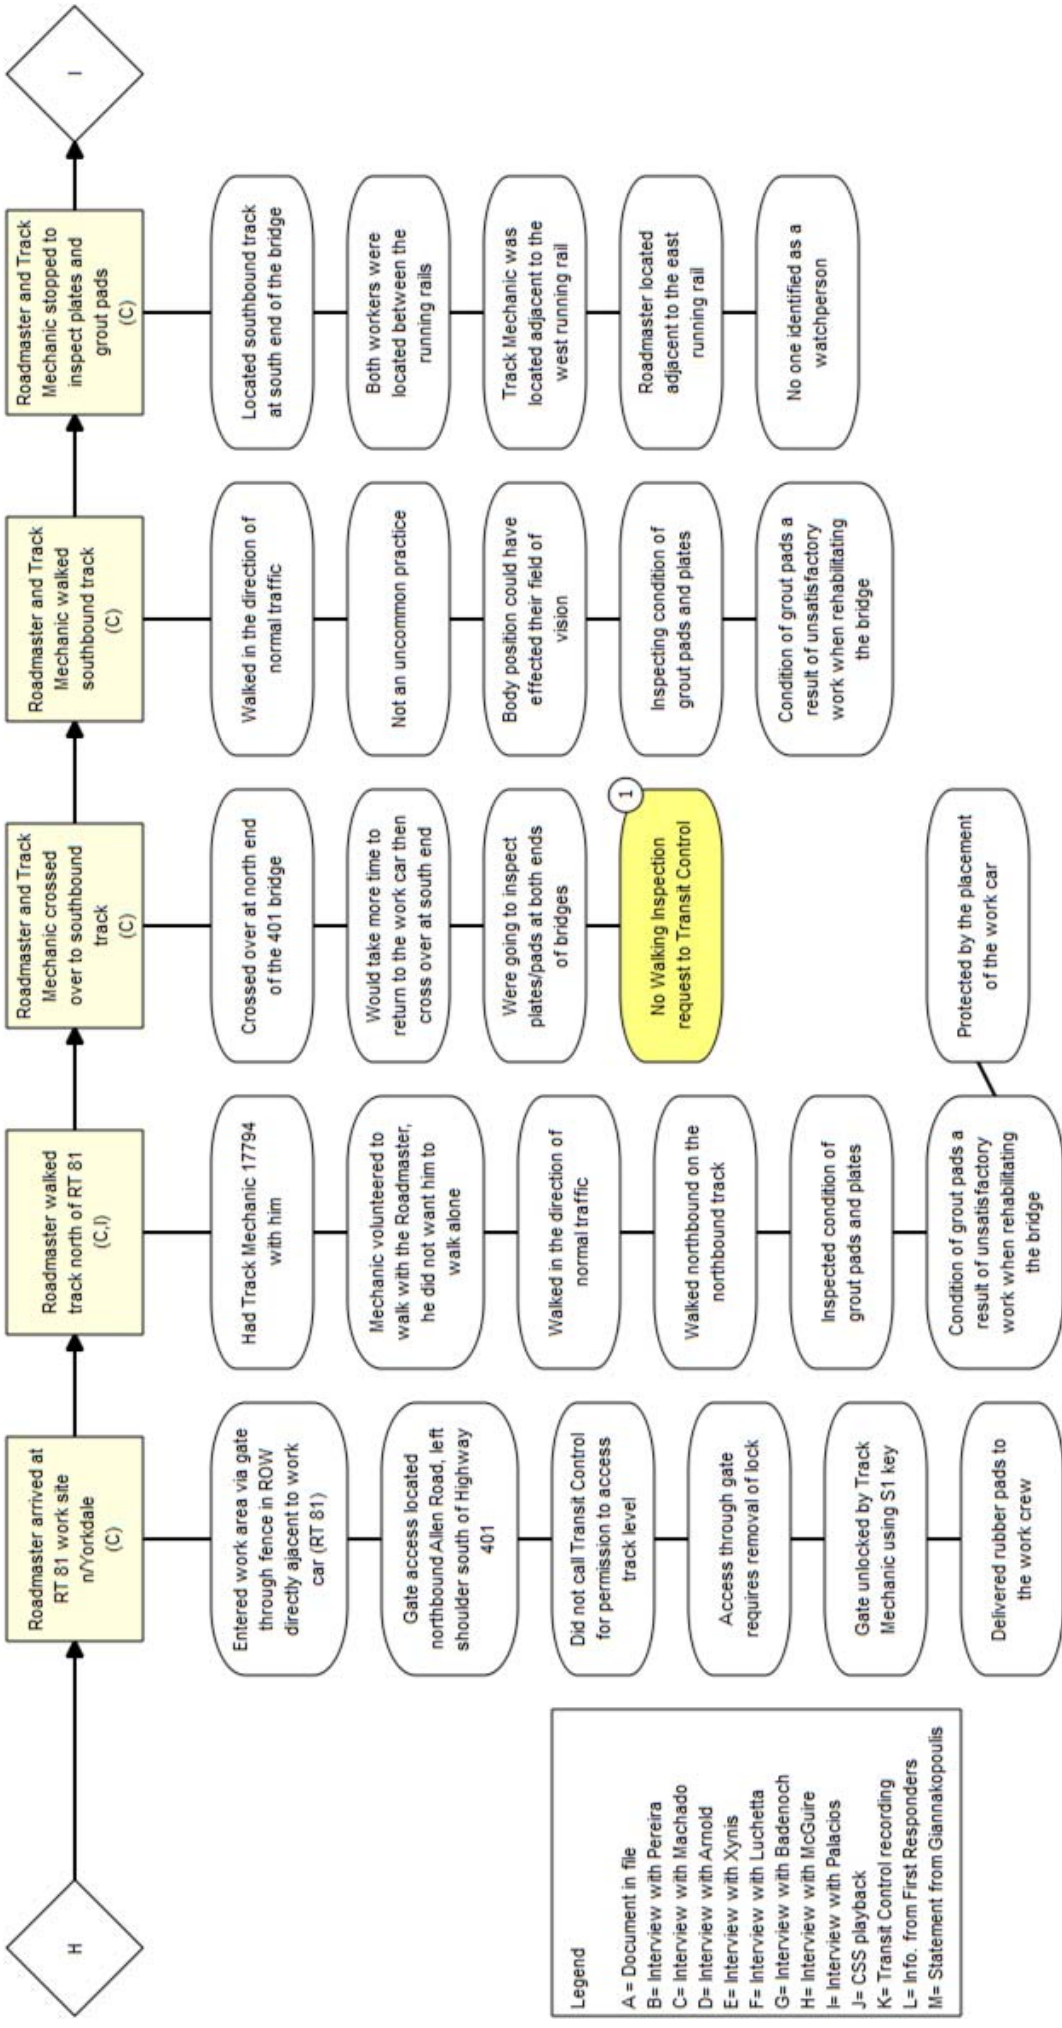 H
Roadmaster arrived at
RT 81 work site
n/Yorkdale
(C)
Entered work area via gate
through fence in ROW
directly ajacent to work
car (RT 81)
Gate access located
northbound Allen Road, left
shoulder south of Highway
401
Did not call Transit Control
for permission to access
track level
Access through gate
requires removal of lock
Gate unlocked by Track
Mechanic using S1 key
Delivered rubber pads to
the work crew
Roadmaster walked
track north of RT 81
(C,I)
Had Track Mechanic 17794
with him
Mechanic volunteered to
walk with the Roadmaster,
he did not want him to
walk alone
Walked in the direction of
normal traffic
Walked northbound on the
northbound track
Inspected condition of
grout pads and plates
Condition of grout pads a
result of unsatisfactory
work when rehabilitating
the bridge
Protected by the placement
of the work car
Roadmaster and Track
Mechanic crossed
over to southbound
track
(C)
Crossed over at north end
of the 401 bridge
Would take more time to
return to the work car then
cross over at south end
Were going to inspect
plates/pads at both ends
of bridges
1
No Walking Inspection
request to Transit Control
Roadmaster and Track
Mechanic walked
southbound track
(C)
Walked in the direction of
normal traffic
Not an uncommon practice
Body position could have
effected their field of
vision
Inspecting condition of
grout pads and plates
Condition of grout pads a
result of unsatisfactory
work when rehabilitating
the bridge
Roadmaster and Track
Mechanic stopped to
inspect plates and
grout pads
(C)
Located southbound track
at south end of the bridge
Both workers were
located between the
running rails
Track Mechanic was
located adjacent to the
west running rail
Roadmaster located
adjacent to the east
running rail
No one identified as a
watchperson
I
Legend
A = Document in file
B= Interview with Pereira
C= Interview with Machado
D= Interview with Arnold
E= Interview with Xynis
F= Interview with Luchetta
G= Interview with Badenoch
H= Interview with McGuire
I= Interview with Palacios
J= CSS playback
K= Transit Control recording
L= Info. from First Responders
M= Statement from Giannakopoulis